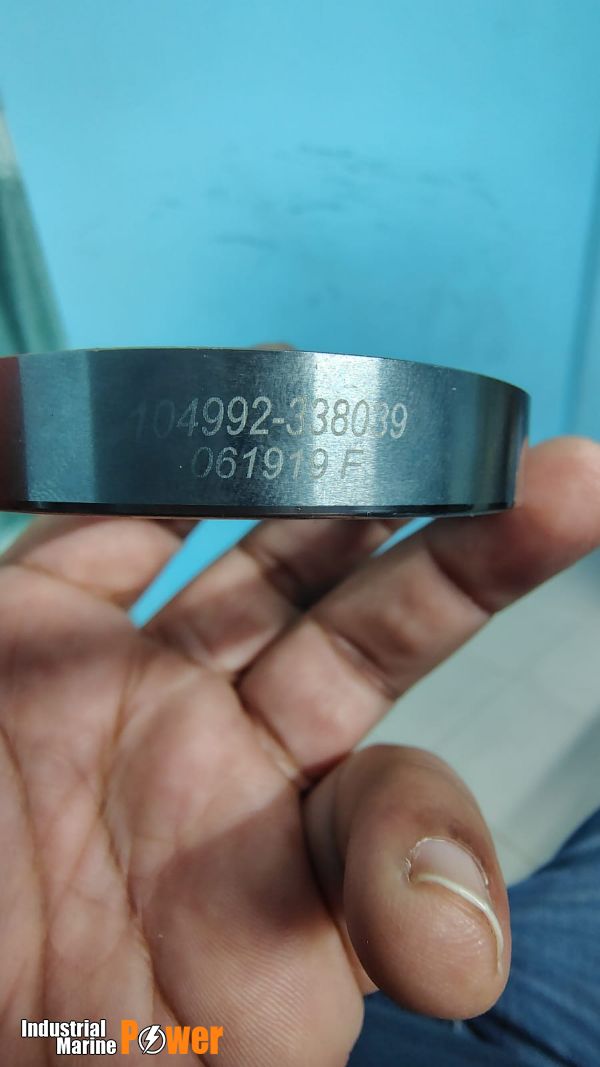 104992-338039
061919 F
Industrial
Marine Power